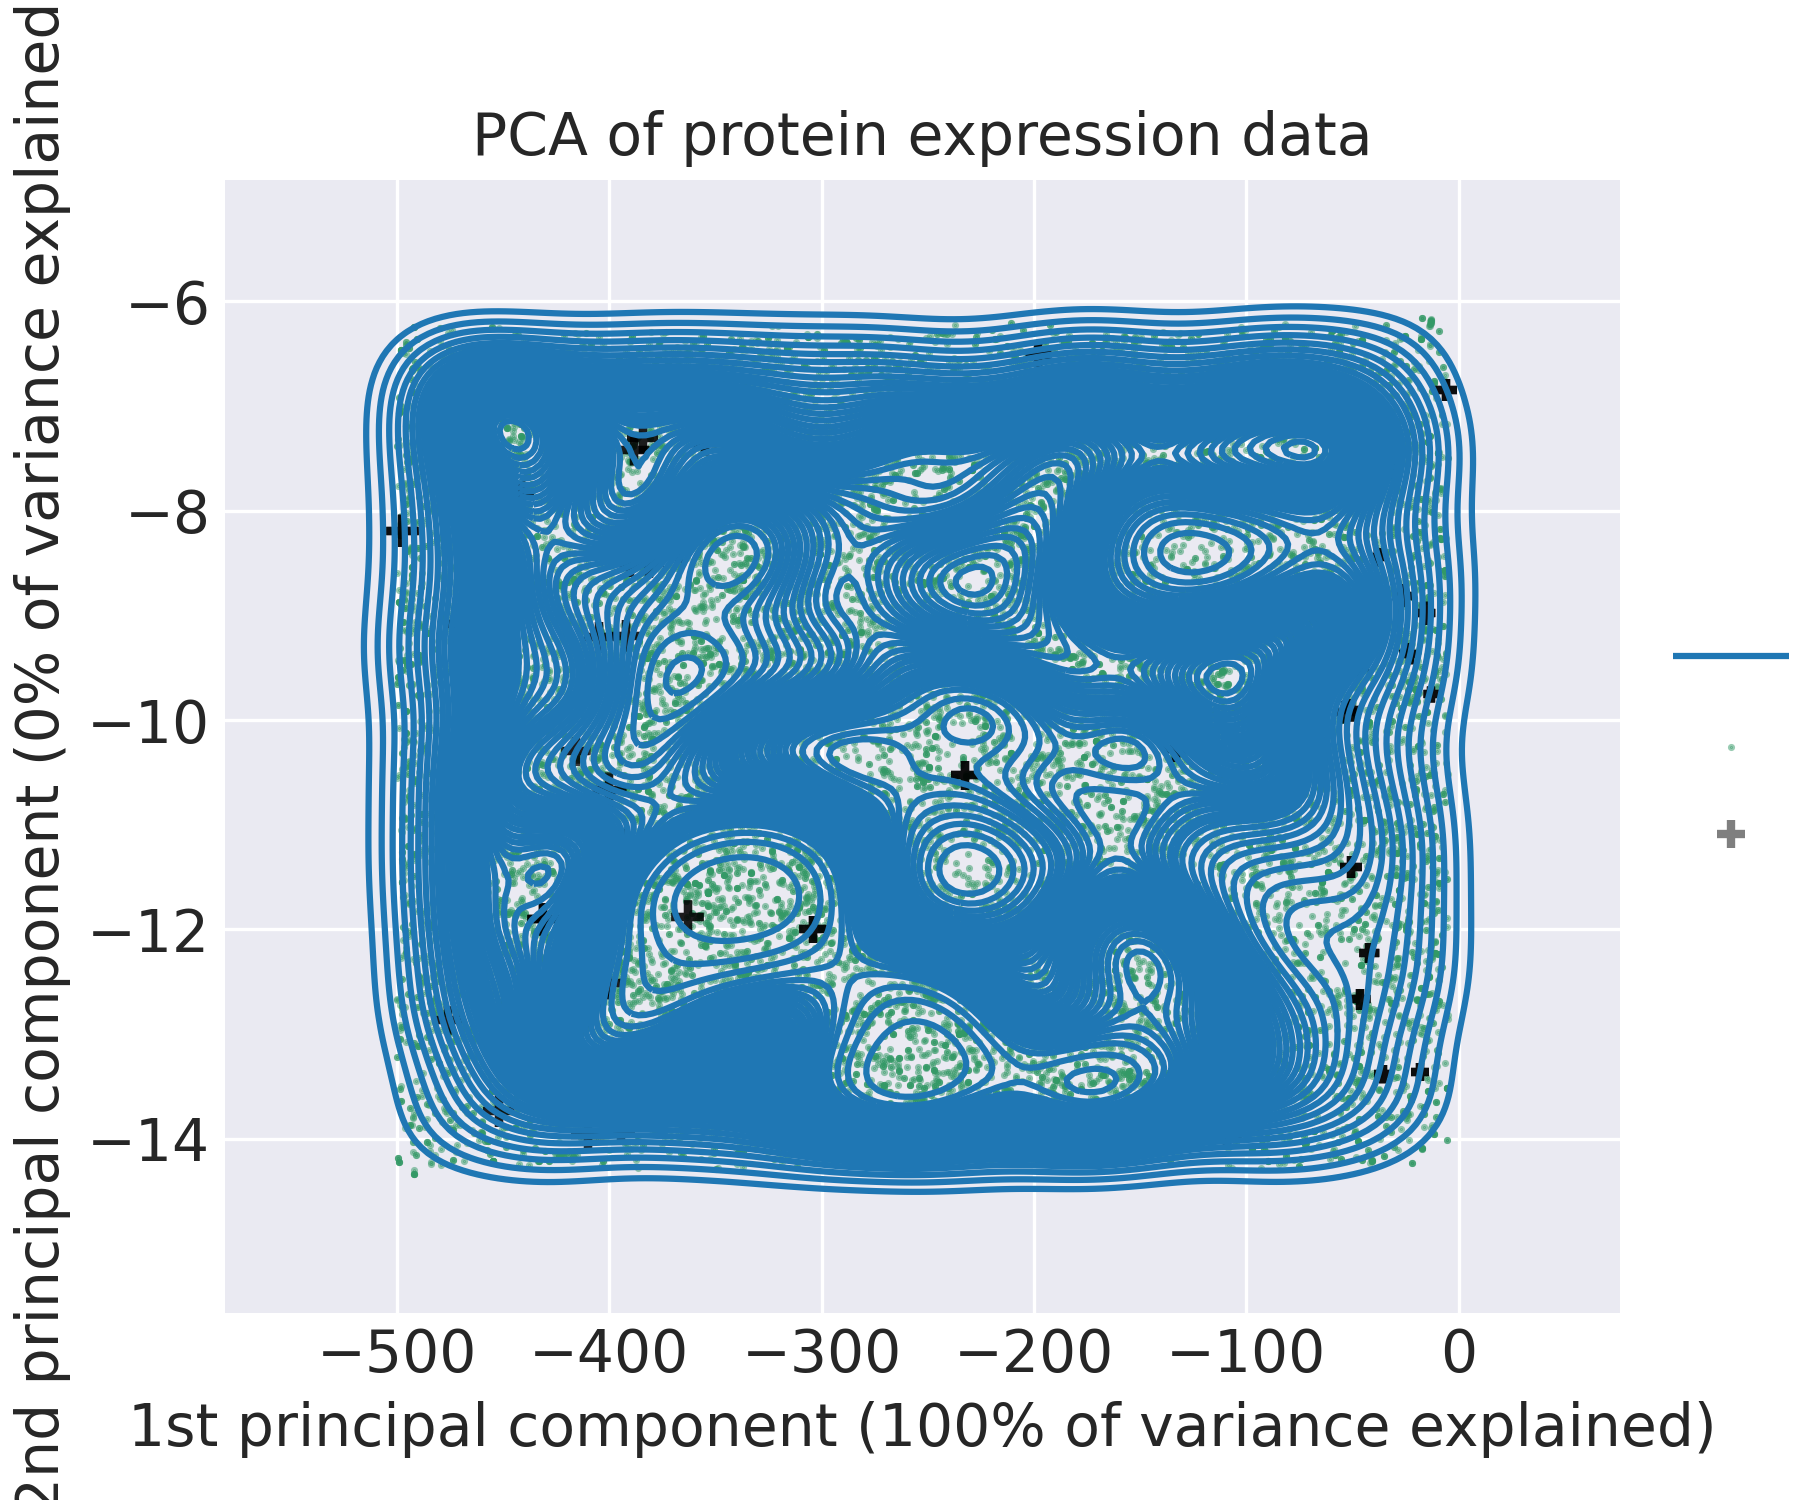 PCA of protein expression data
2nd principal component (0% of variance explained
−6
−8
−10
−12
−14
−500 −400 −300 −200 −100 0
1st principal component (100% of variance explained)